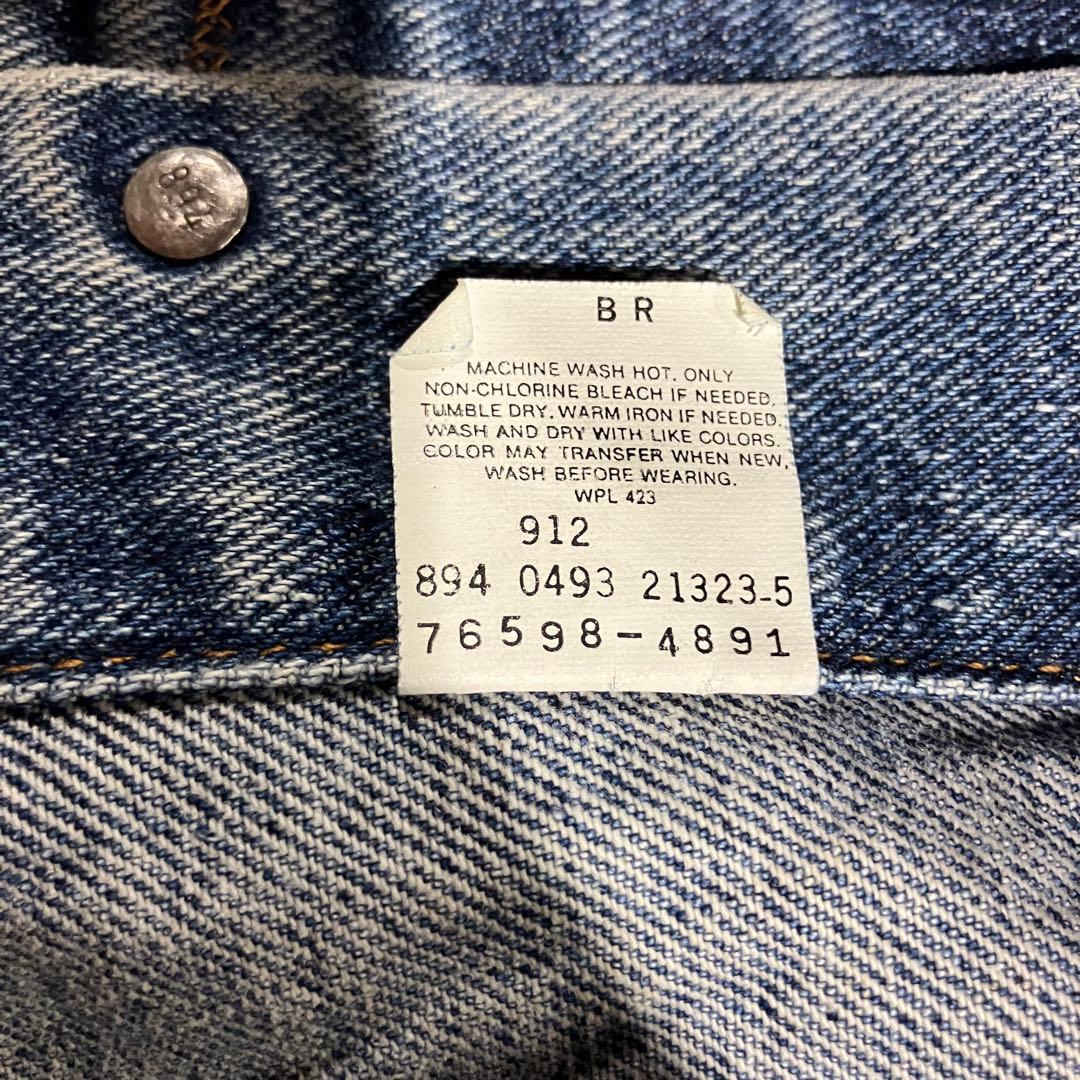 894
BR
MACHINE WASH HOT. ONLY
NON-CHLORINE BLEACH IF NEEDED.
TUMBLE DRY. WARM IRON IF NEEDED.
WASH AND DRY WITH LIKE COLORS.
COLOR MAY TRANSFER WHEN NEW,
WASH BEFORE WEARING.
WPL 423
912
894 0493 21323-5
76598-4891